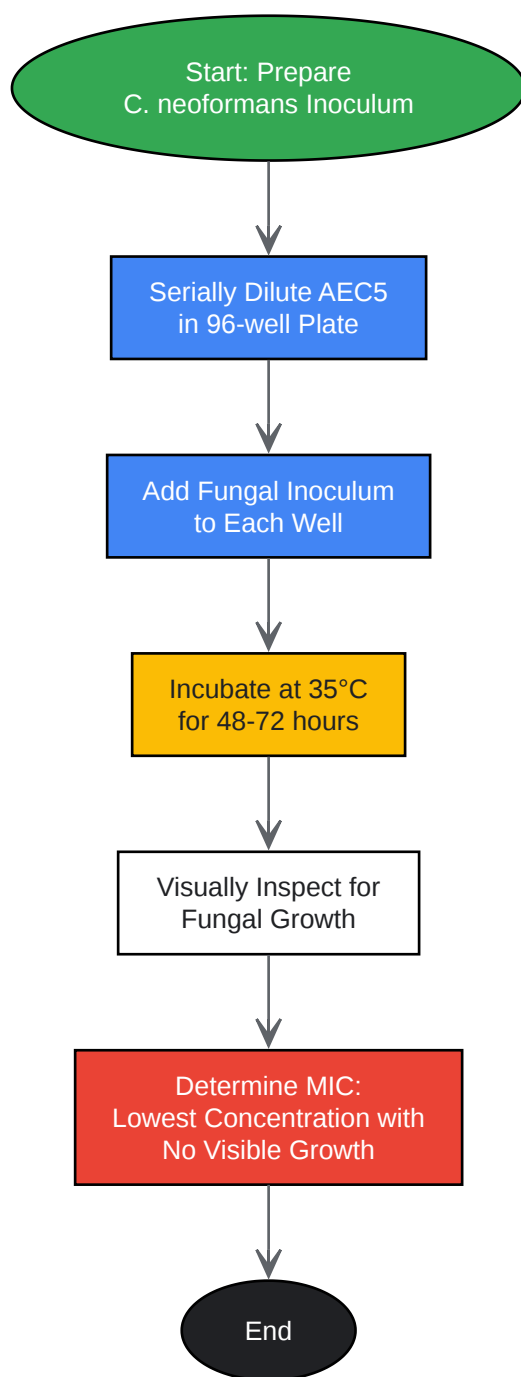 Start: Prepare
C. neoformans Inoculum
Serially Dilute AEC5
in 96-well Plate
Add Fungal Inoculum
to Each Well
Incubate at 35°C
for 48-72 hours
Visually Inspect for
Fungal Growth
Determine MIC:
Lowest Concentration with
No Visible Growth
End